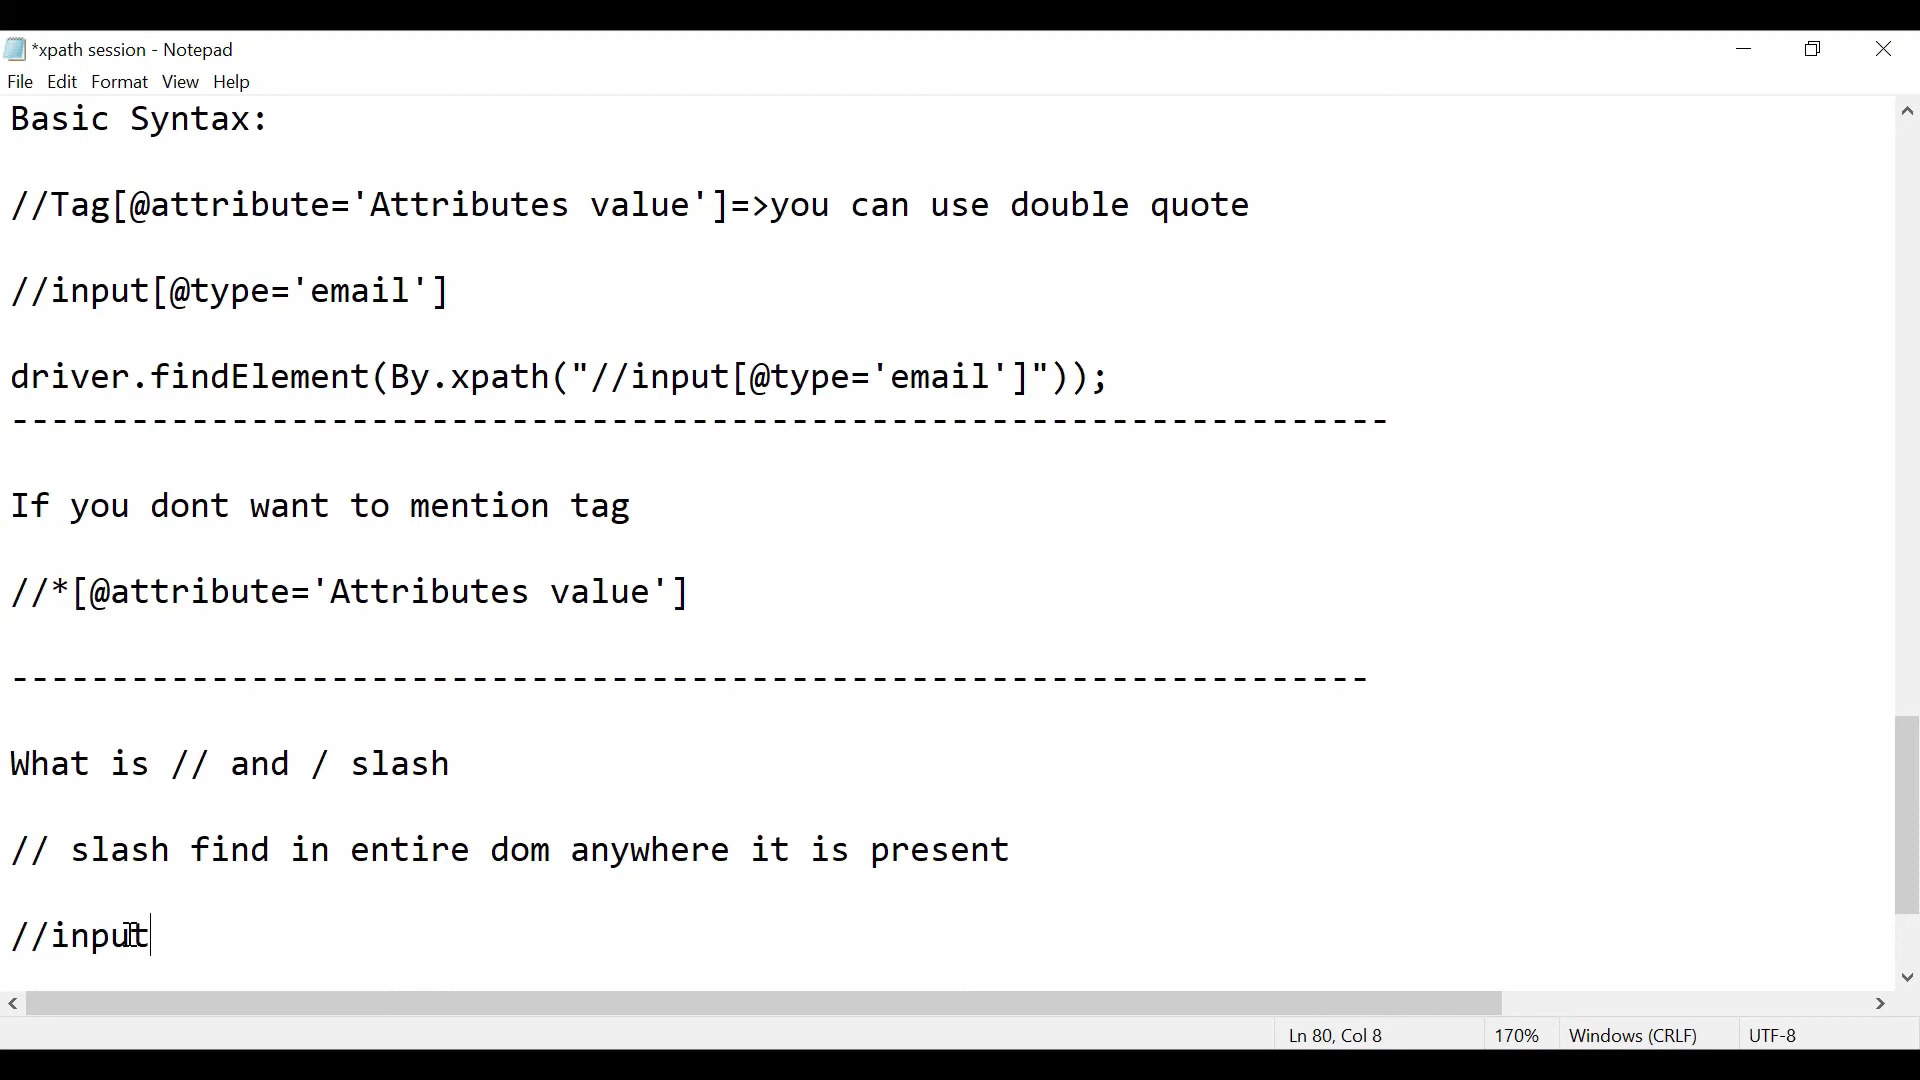 *xpath session - Notepad
File Edit Format View Help
Basic Syntax:
//Tag[@attribute='Attributes value']=>you can use double quote
//input[@type='email']
driver.findElement(By.xpath("//input[@type='email']"));
---------------------------------------------------------------------
If you dont want to mention tag
//*[@attribute='Attributes value']
--------------------------------------------------------------------
What is // and / slash
// slash find in entire dom anywhere it is present
//input
Ln 80, Col 8 170% Windows (CRLF) UTF-8